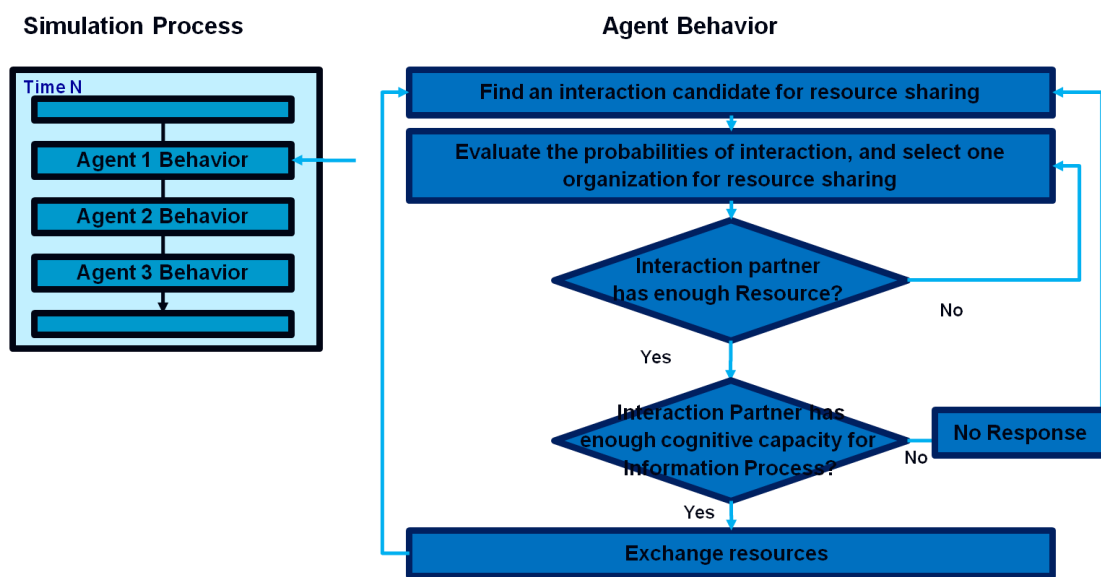 Simulation Process
Agent Behavior
Time N
Agent 1 Behavior
Agent 2 Behavior
Agent 3 Behavior
Find an interaction candidate for resource sharing
Evaluate the probabilities of interaction, and select one
organization for resource sharing
Interaction partner
has enough Resource?
No
Yes
Interaction Partner has
enough cognitive capacity for
Information Process?
No
No Response
Yes
Exchange resources